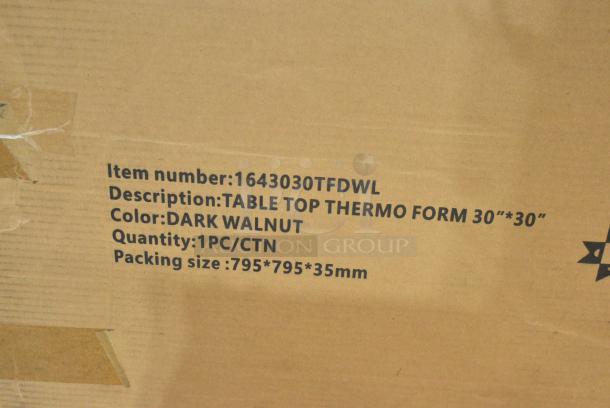 Item number:1643030TFDWL
Description:TABLE TOP THERMO FORM 30"*30"
Color:DARK WALNUT
Quantity:1PC/CTN
Packing size :795*795*35mm
GROUP